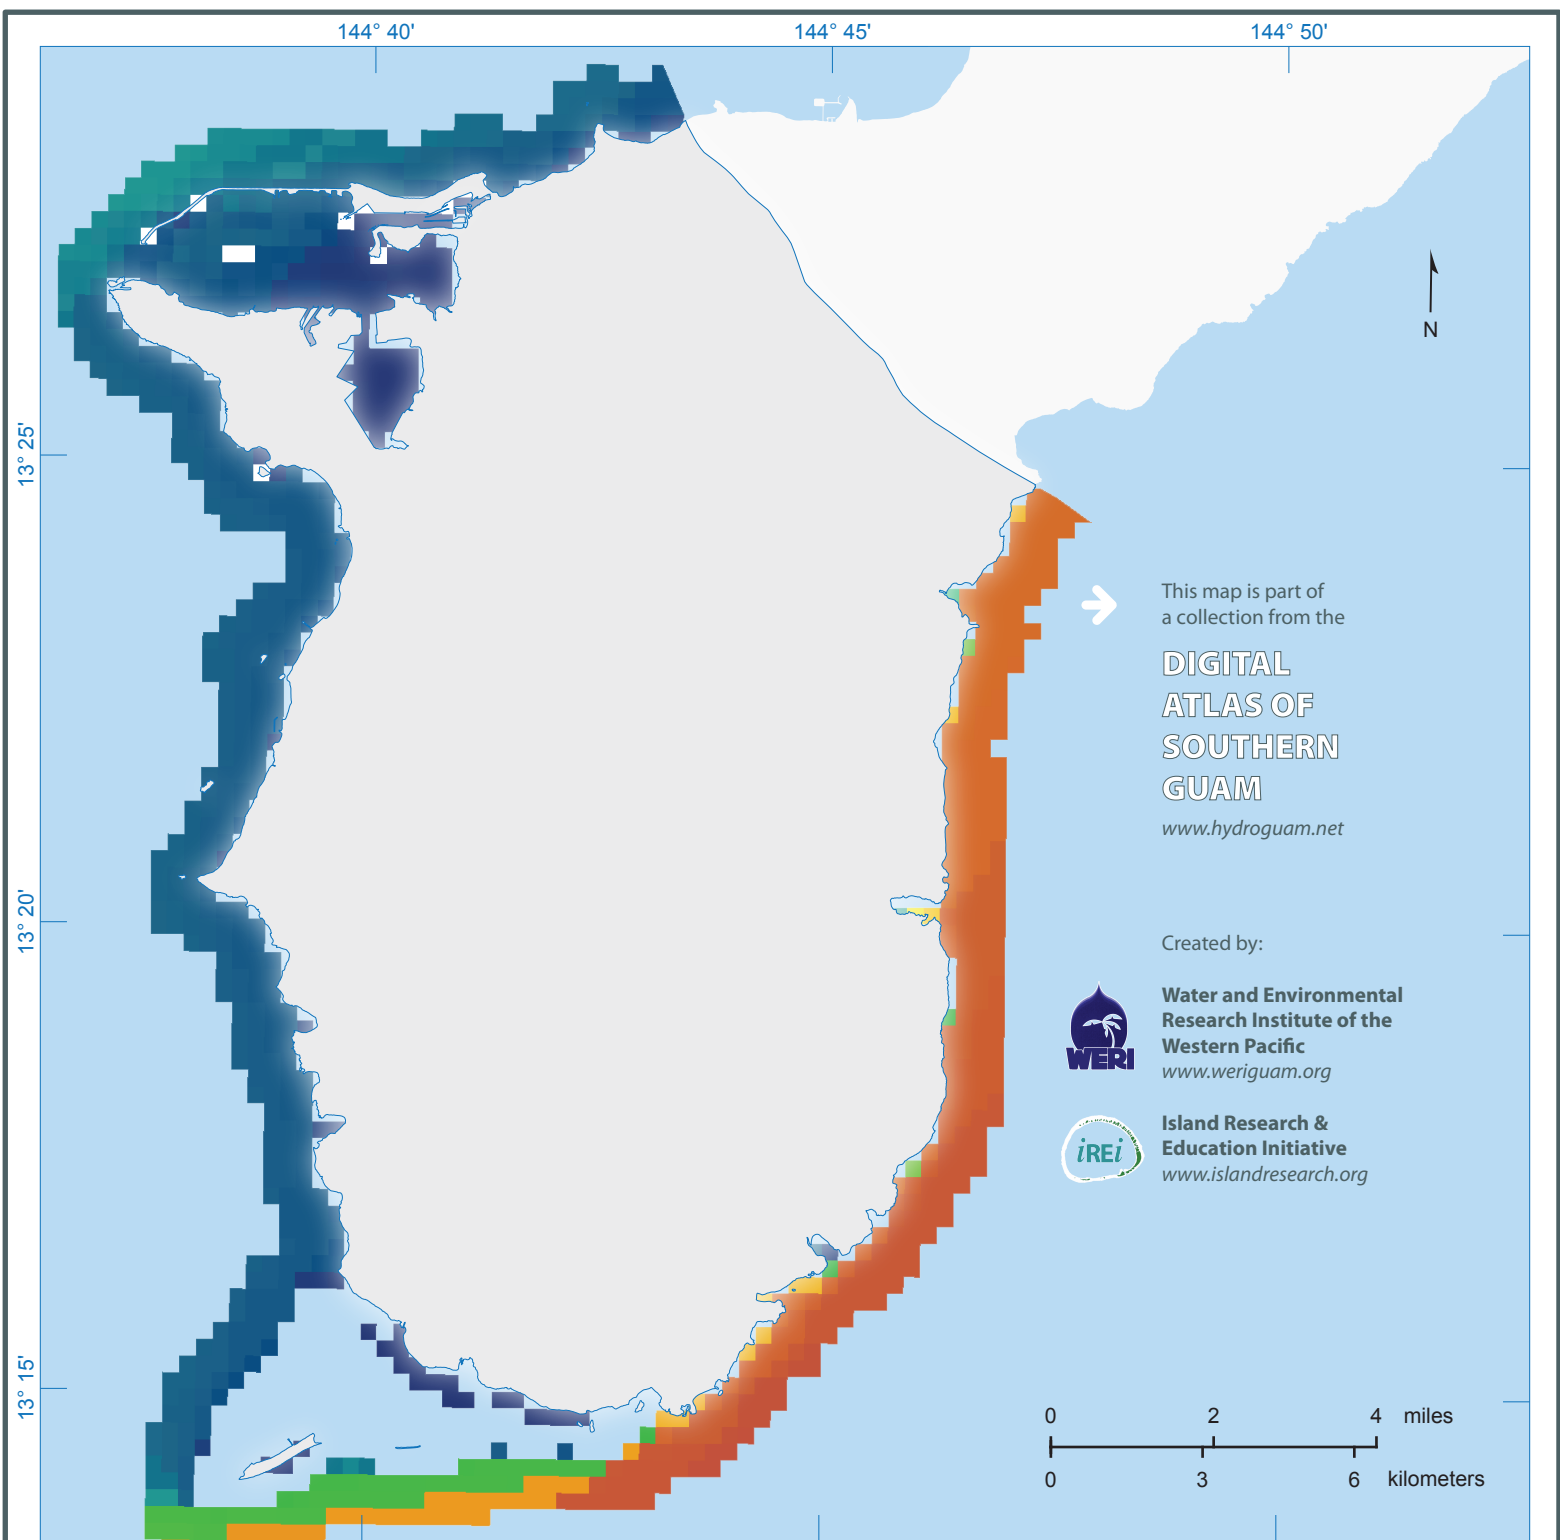 144° 40'
144° 45'
144° 50'
13° 25'
N
This map is part of
a collection from the
DIGITAL
ATLAS OF
SOUTHERN
GUAM
www.hydroguam.net
13° 20'
Created by:
WERI
Water and Environmental
Research Institute of the
Western Pacific
www.weriguam.org
iREi
Island Research &
Education Initiative
www.islandresearch.org
13° 15'
0 2 4 miles
0 3 6 kilometers